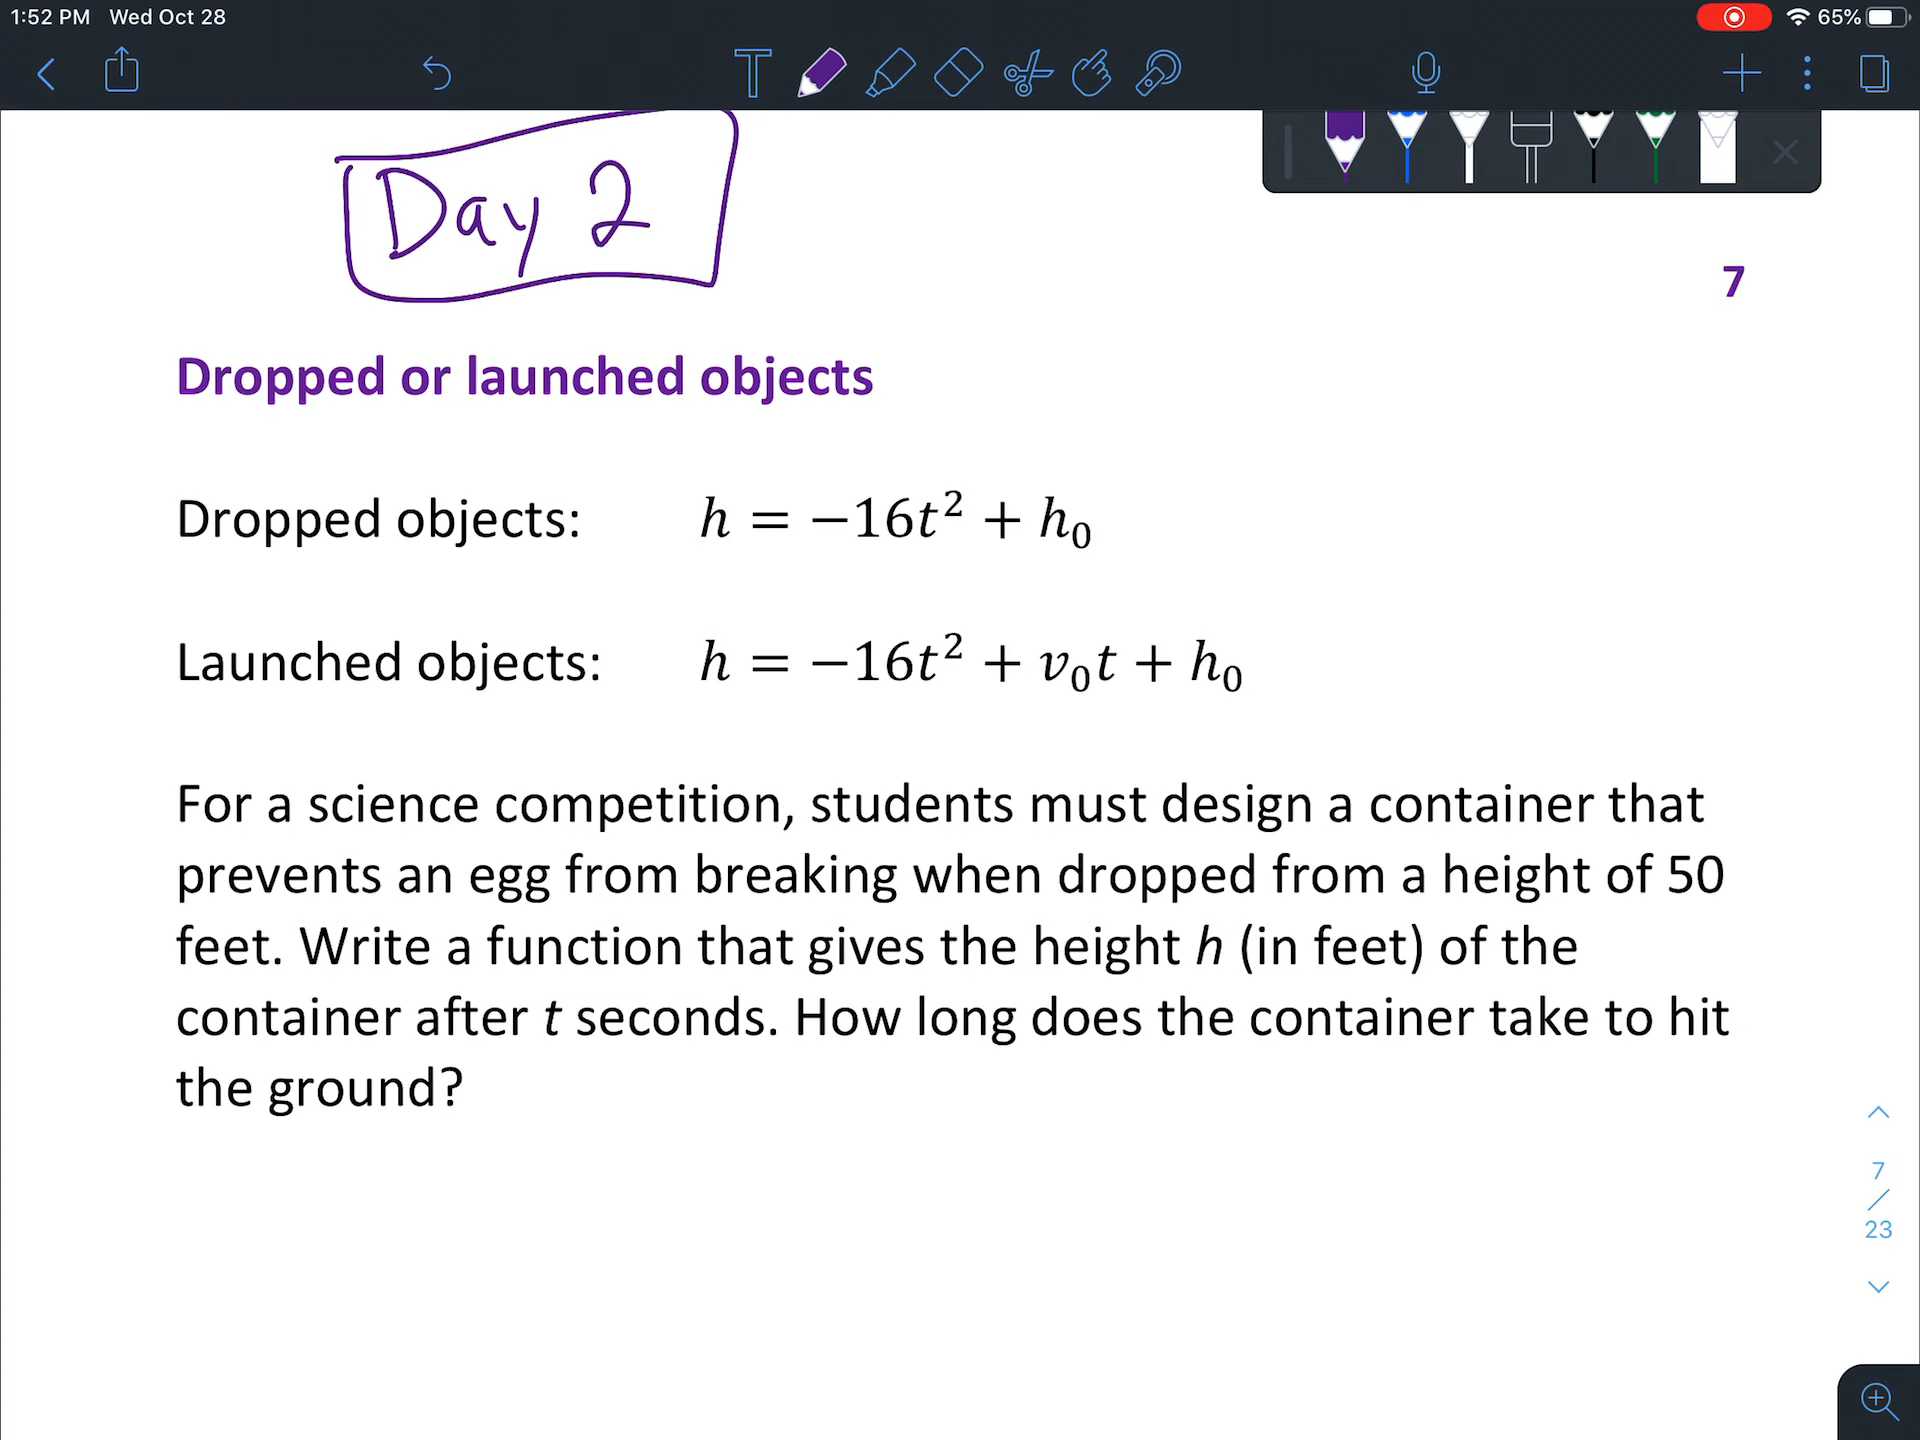 1:52 PM Wed Oct 28
65%
Day 2
7
Dropped or launched objects
Dropped objects: h = −16t² + h₀
Launched objects: h = −16t² + v₀t + h₀
For a science competition, students must design a container that
prevents an egg from breaking when dropped from a height of 50
feet. Write a function that gives the height h (in feet) of the
container after t seconds. How long does the container take to hit
the ground?
7
/
23